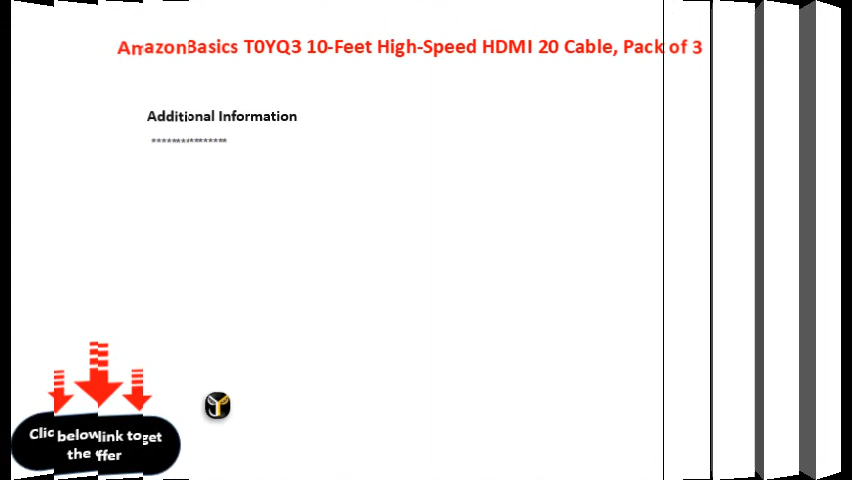 AmazonBasics T0YQ3 10-Feet High-Speed HDMI 20 Cable, Pack of 3
Additional Information
****************
Clic below link to get
the ffer